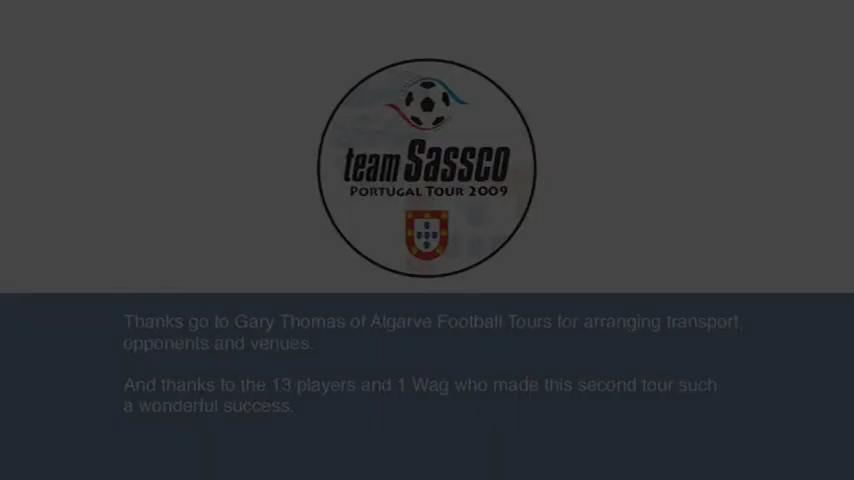 team Sassco
PORTUGAL TOUR 2009
Thanks go to Gary Thomas of Algarve Football Tours for arranging transport,
opponents and venues.
And thanks to the 13 players and 1 Wag who made this second tour such
a wonderful success.